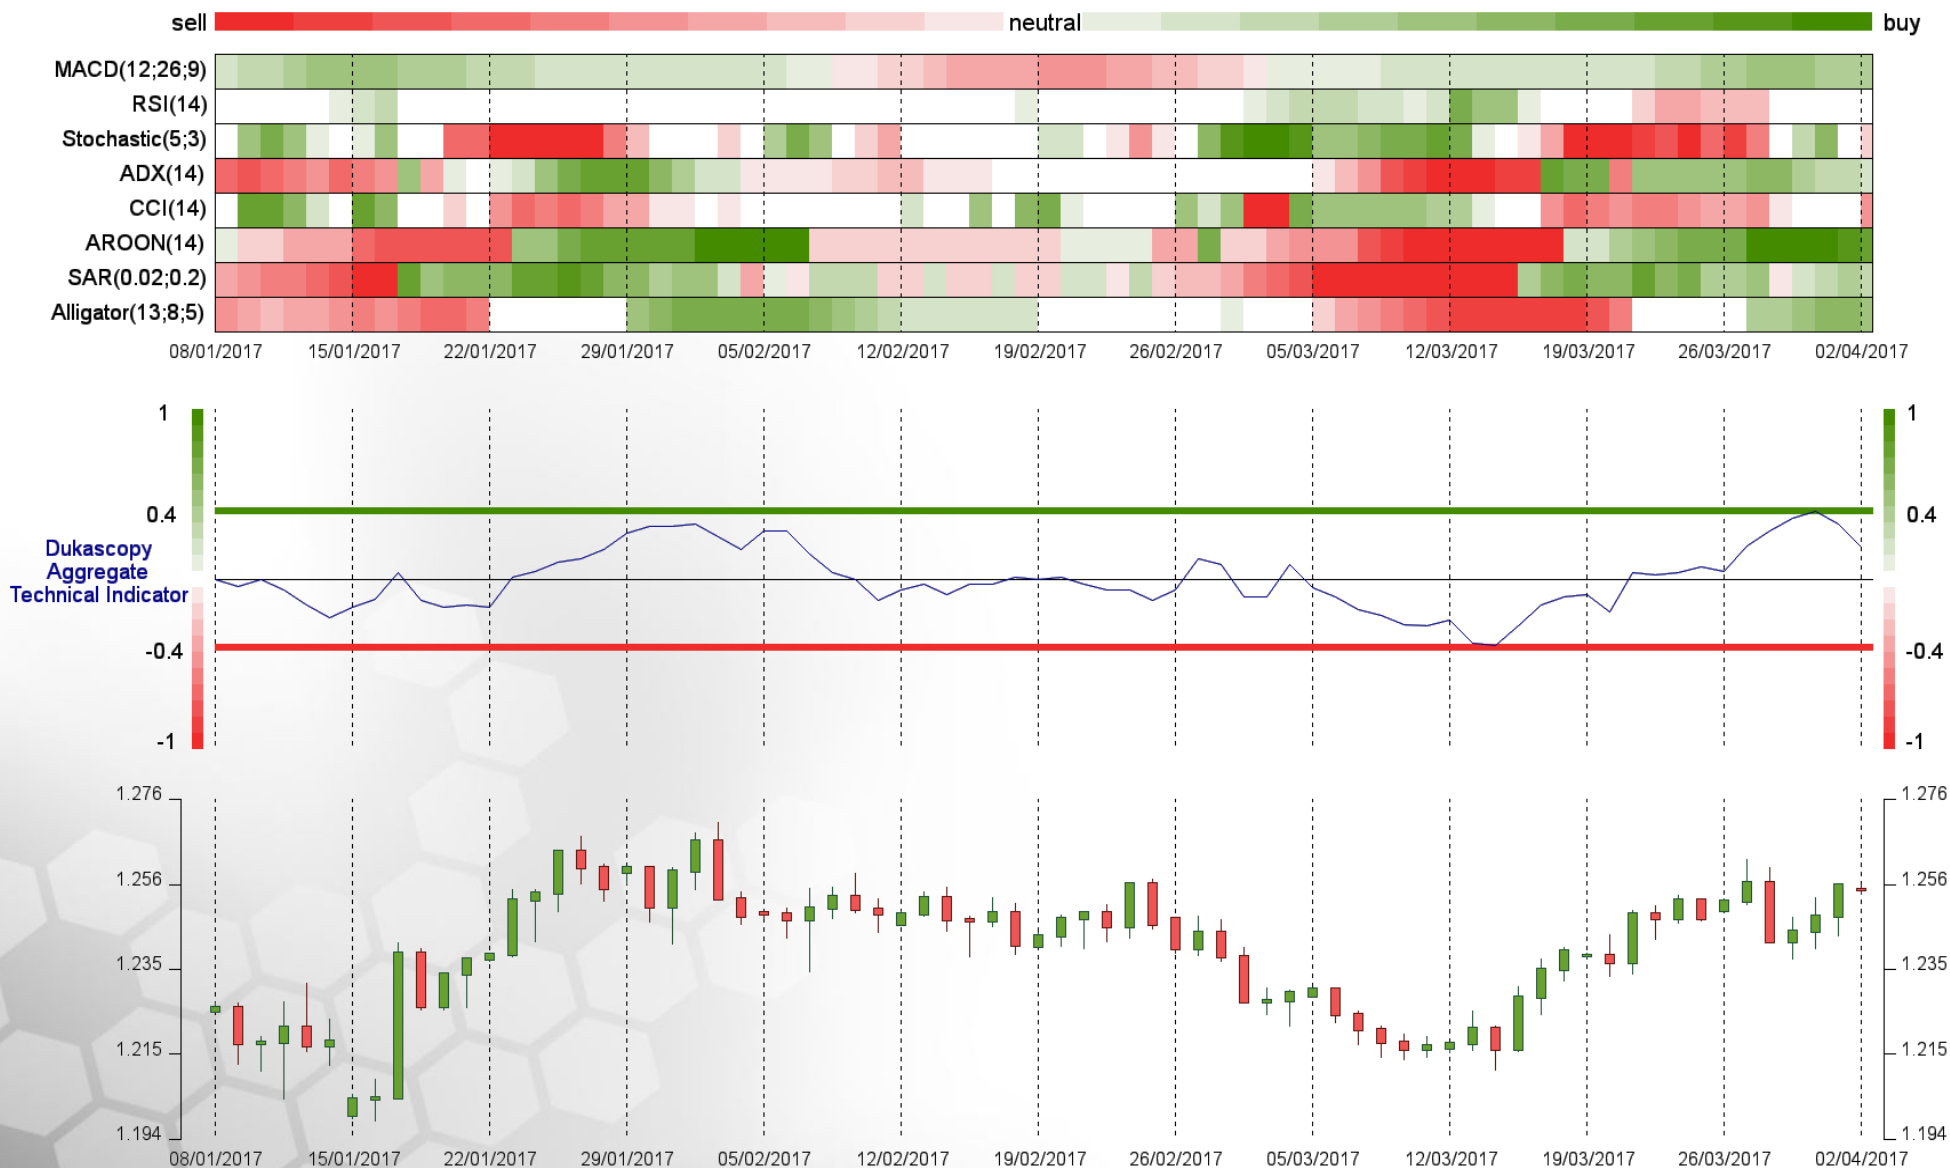 sell neutral buy
MACD(12;26;9)
RSI(14)
Stochastic(5;3)
ADX(14)
CCI(14)
AROON(14)
SAR(0.02;0.2)
Alligator(13;8;5)
08/01/2017 15/01/2017 22/01/2017 29/01/2017 05/02/2017 12/02/2017 19/02/2017 26/02/2017 05/03/2017 12/03/2017 19/03/2017 26/03/2017 02/04/2017
1 1
0.4 0.4
Dukascopy
Aggregate
Technical Indicator
-0.4 -0.4
-1 -1
1.276 1.276
1.256 1.256
1.235 1.235
1.215 1.215
1.194 1.194
08/01/2017 15/01/2017 22/01/2017 29/01/2017 05/02/2017 12/02/2017 19/02/2017 26/02/2017 05/03/2017 12/03/2017 19/03/2017 26/03/2017 02/04/2017